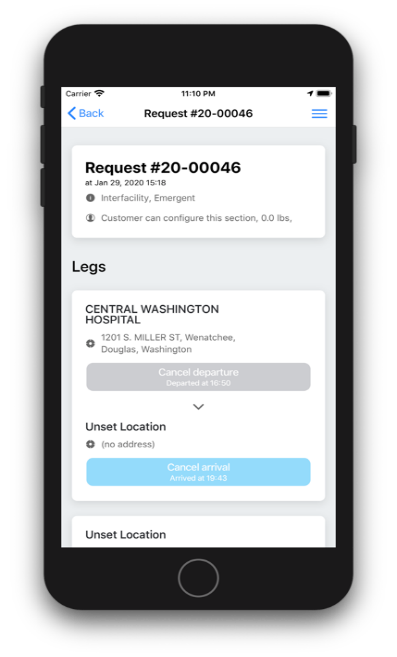 Carrier 11:10 PM
Back Request #20-00046
Request #20-00046
at Jan 29, 2020 15:18
Interfacility, Emergent
Customer can configure this section, 0.0 lbs,
Legs
CENTRAL WASHINGTON
HOSPITAL
1201 S. MILLER ST, Wenatchee,
Douglas, Washington
Cancel departure
Departed at 16:50
Unset Location
(no address)
Cancel arrival
Arrived at 19:43
Unset Location